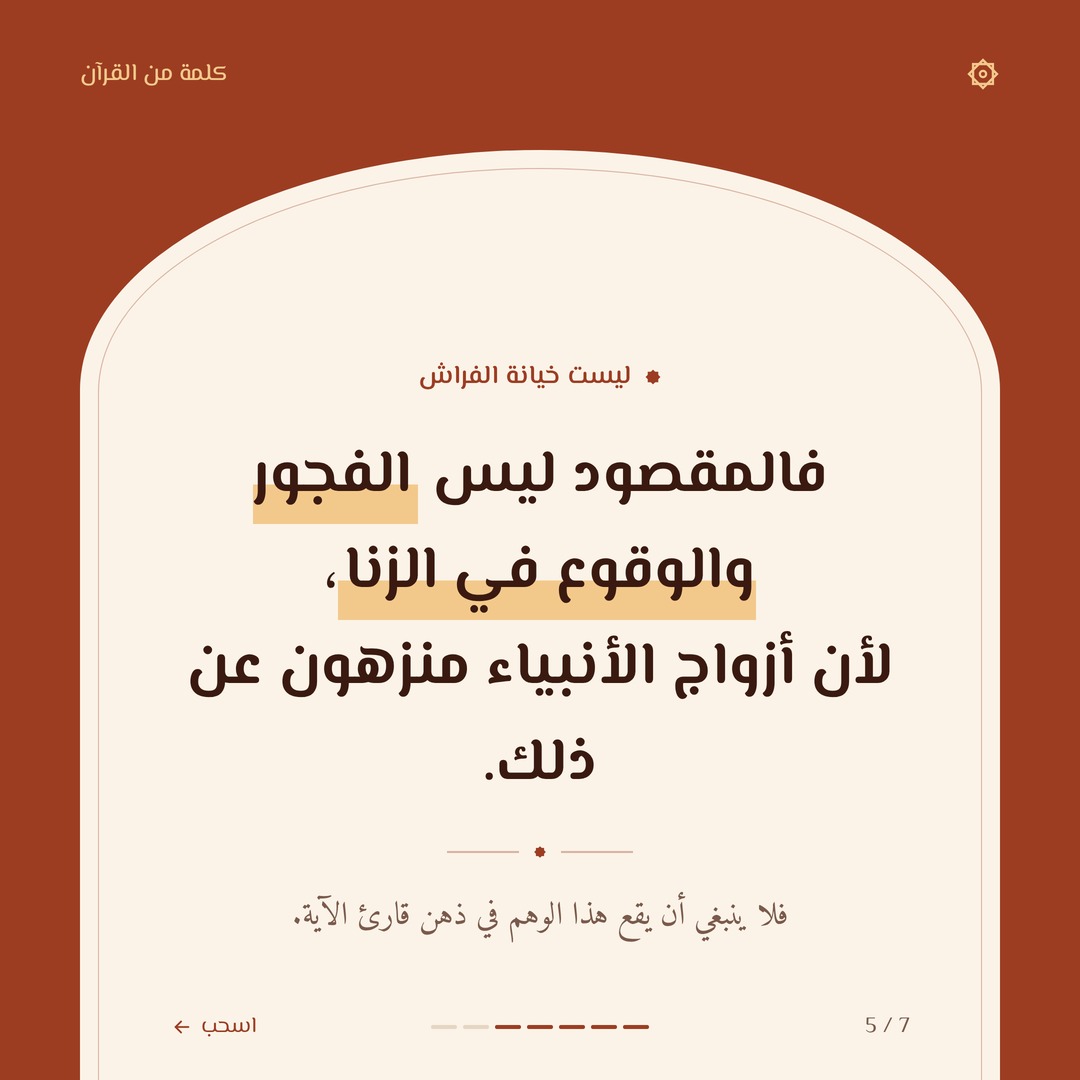 كلمة من القرآن
ليست خيانة الفراش
فالمقصود ليس الفجور
والوقوع في الزنا،
لأن أزواج الأنبياء منزهون عن
ذلك.
فلا ينبغي أن يقع هذا الوهم في ذهن قارئ الآية.
5 / 7
اسحب ←